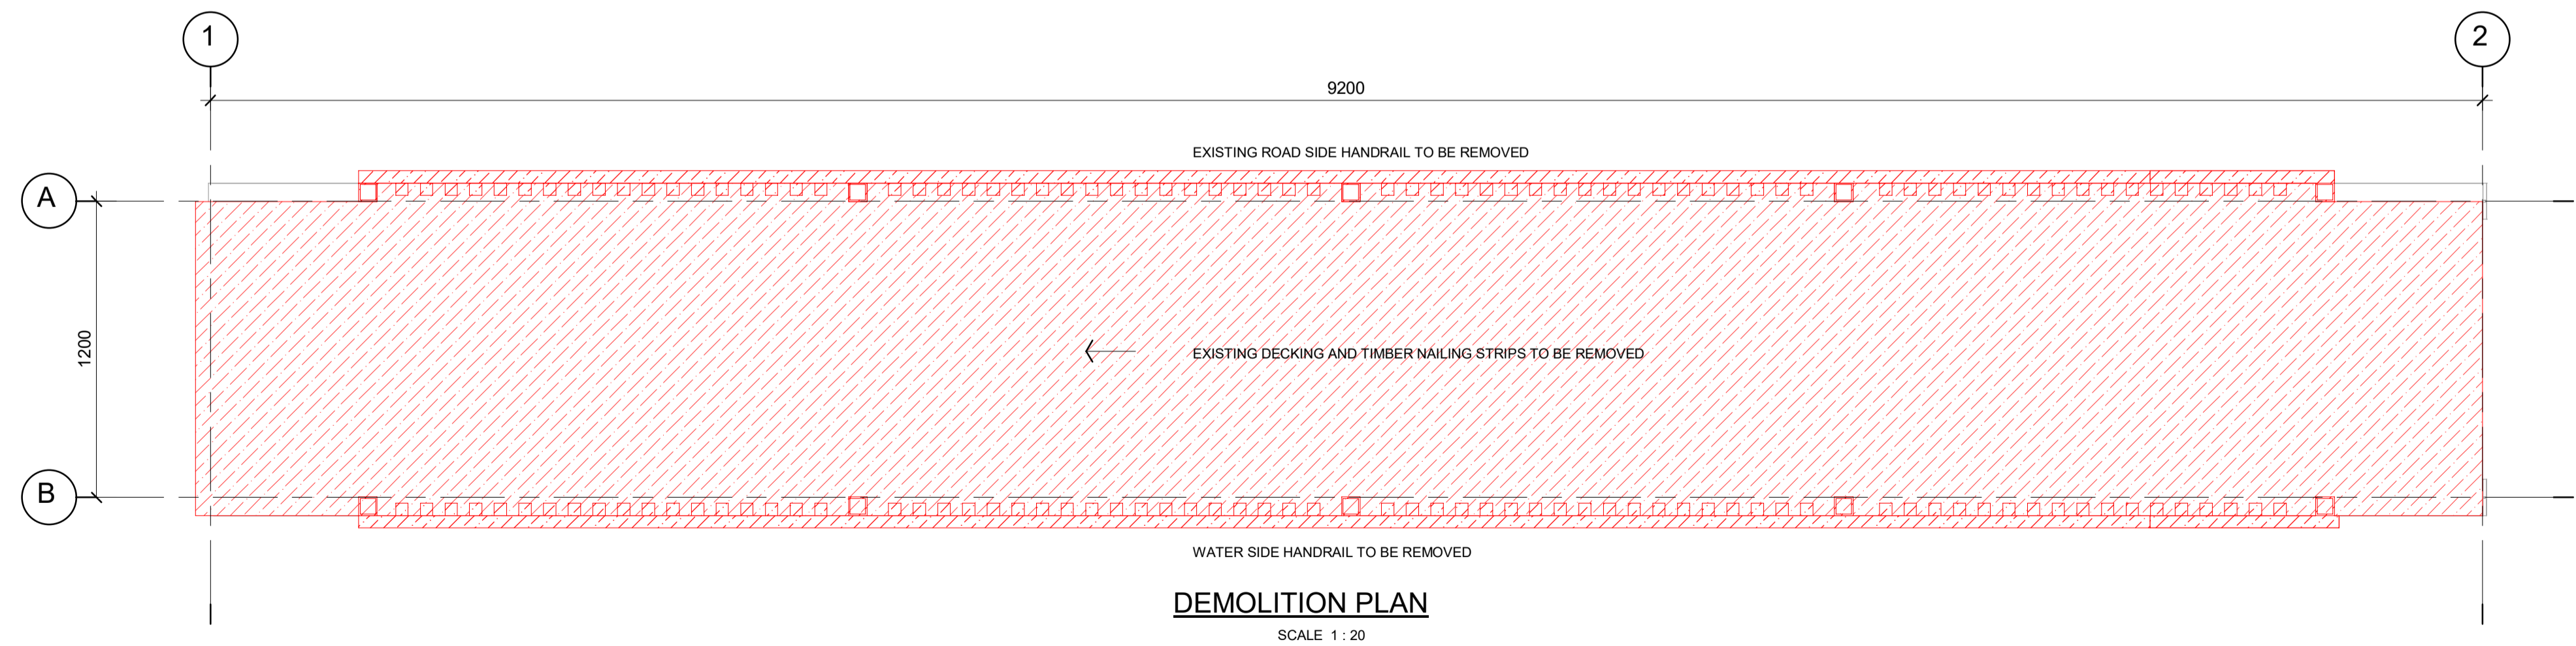 1
2
9200
EXISTING ROAD SIDE HANDRAIL TO BE REMOVED
A
1200
EXISTING DECKING AND TIMBER NAILING STRIPS TO BE REMOVED
B
WATER SIDE HANDRAIL TO BE REMOVED
DEMOLITION PLAN
SCALE 1 : 20